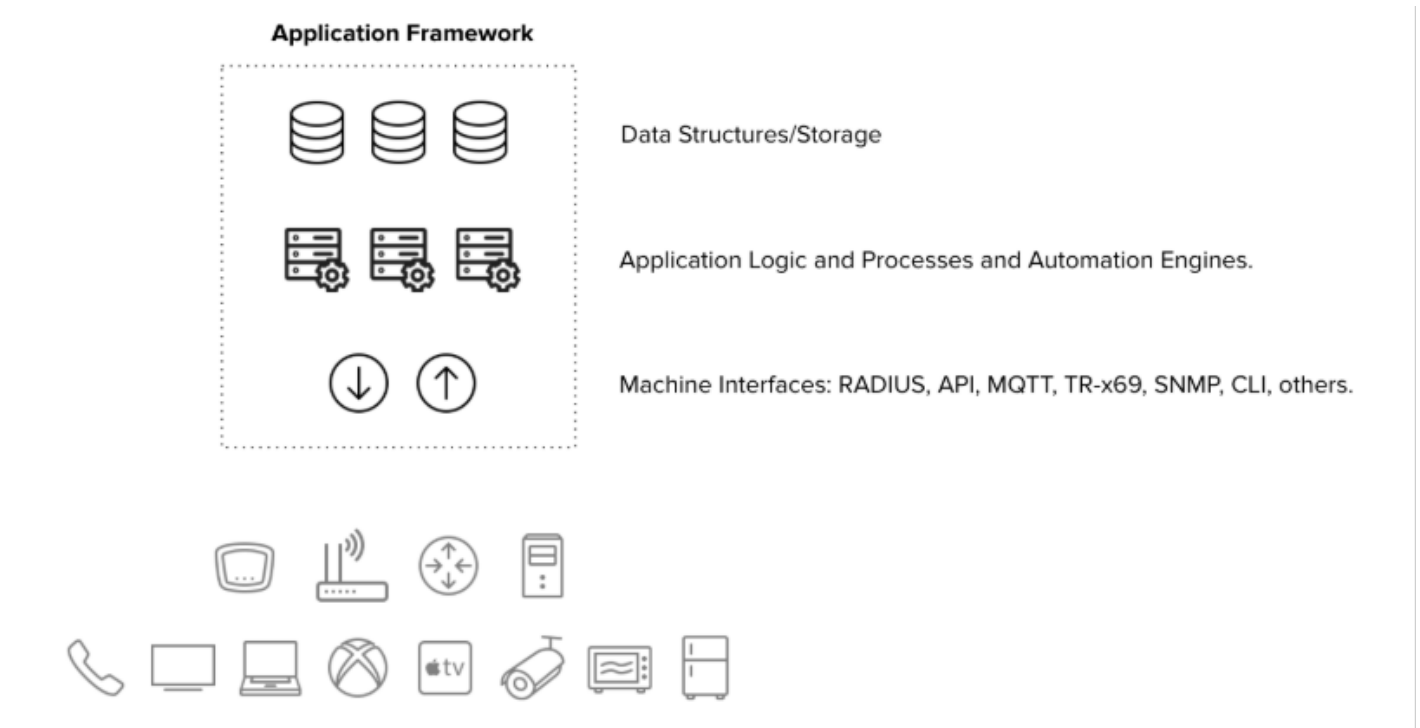 Application Framework
Data Structures/Storage
Application Logic and Processes and Automation Engines.
Machine Interfaces: RADIUS, API, MQTT, TR-x69, SNMP, CLI, others.
tv